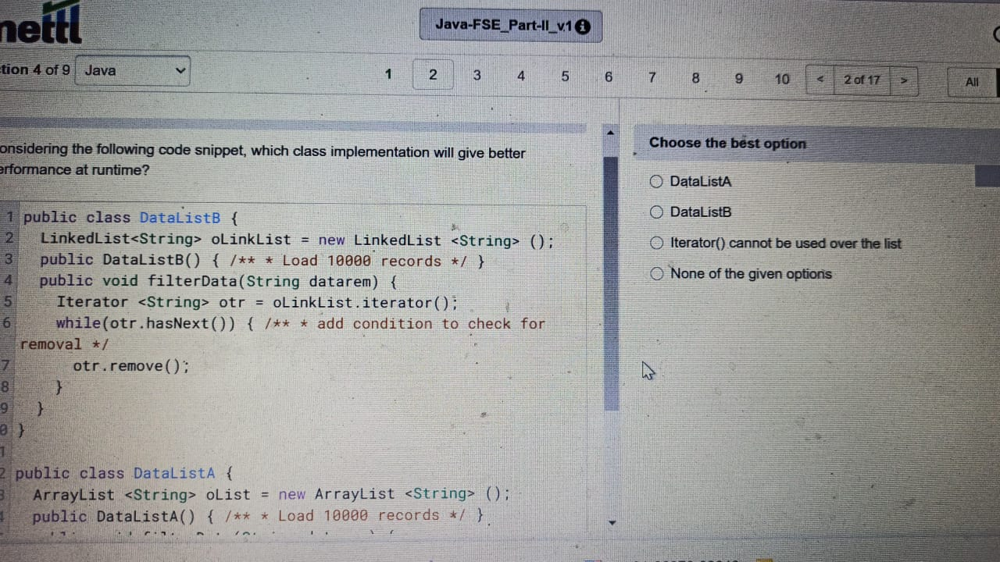 nettl
Java-FSE_Part-II_v.1
tion 4 of 9 Java 1 2 3 4 5 6 7 8 9 10 < 2 of 17 > All
onsidering the following code snippet, which class implementation will give better
erformance at runtime?
1 public class DataListB {
2 LinkedList<String> oLinkList = new LinkedList <String> ();
3 public DataListB() { /** * Load 10000 records */ }
4 public void filterData(String datarem) {
5 Iterator <String> otr = oLinkList.iterator();
6 while(otr.hasNext()) { /** * add condition to check for
removal */
7 otr.remove();
8 }
9 }
0 }
1
2 public class DataListA {
3 ArrayList <String> oList = new ArrayList <String> ();
public DataListA() { /** * Load 10000 records */ }
Choose the best option
DataListA
DataListB
Iterator() cannot be used over the list
None of the given options